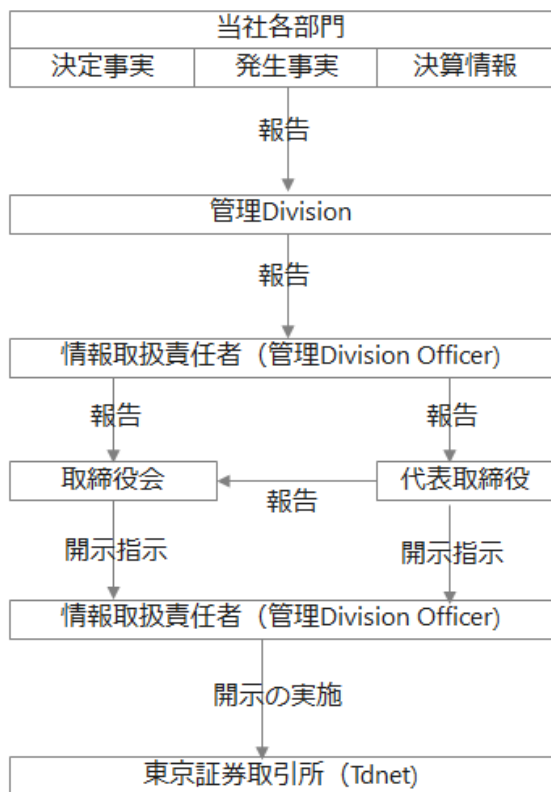 当社各部門
決定事実 発生事実 決算情報
報告
管理Division
報告
情報取扱責任者（管理Division Officer)
報告 報告
取締役会 代表取締役
報告
開示指示 開示指示
情報取扱責任者（管理Division Officer)
開示の実施
東京証券取引所（Tdnet)